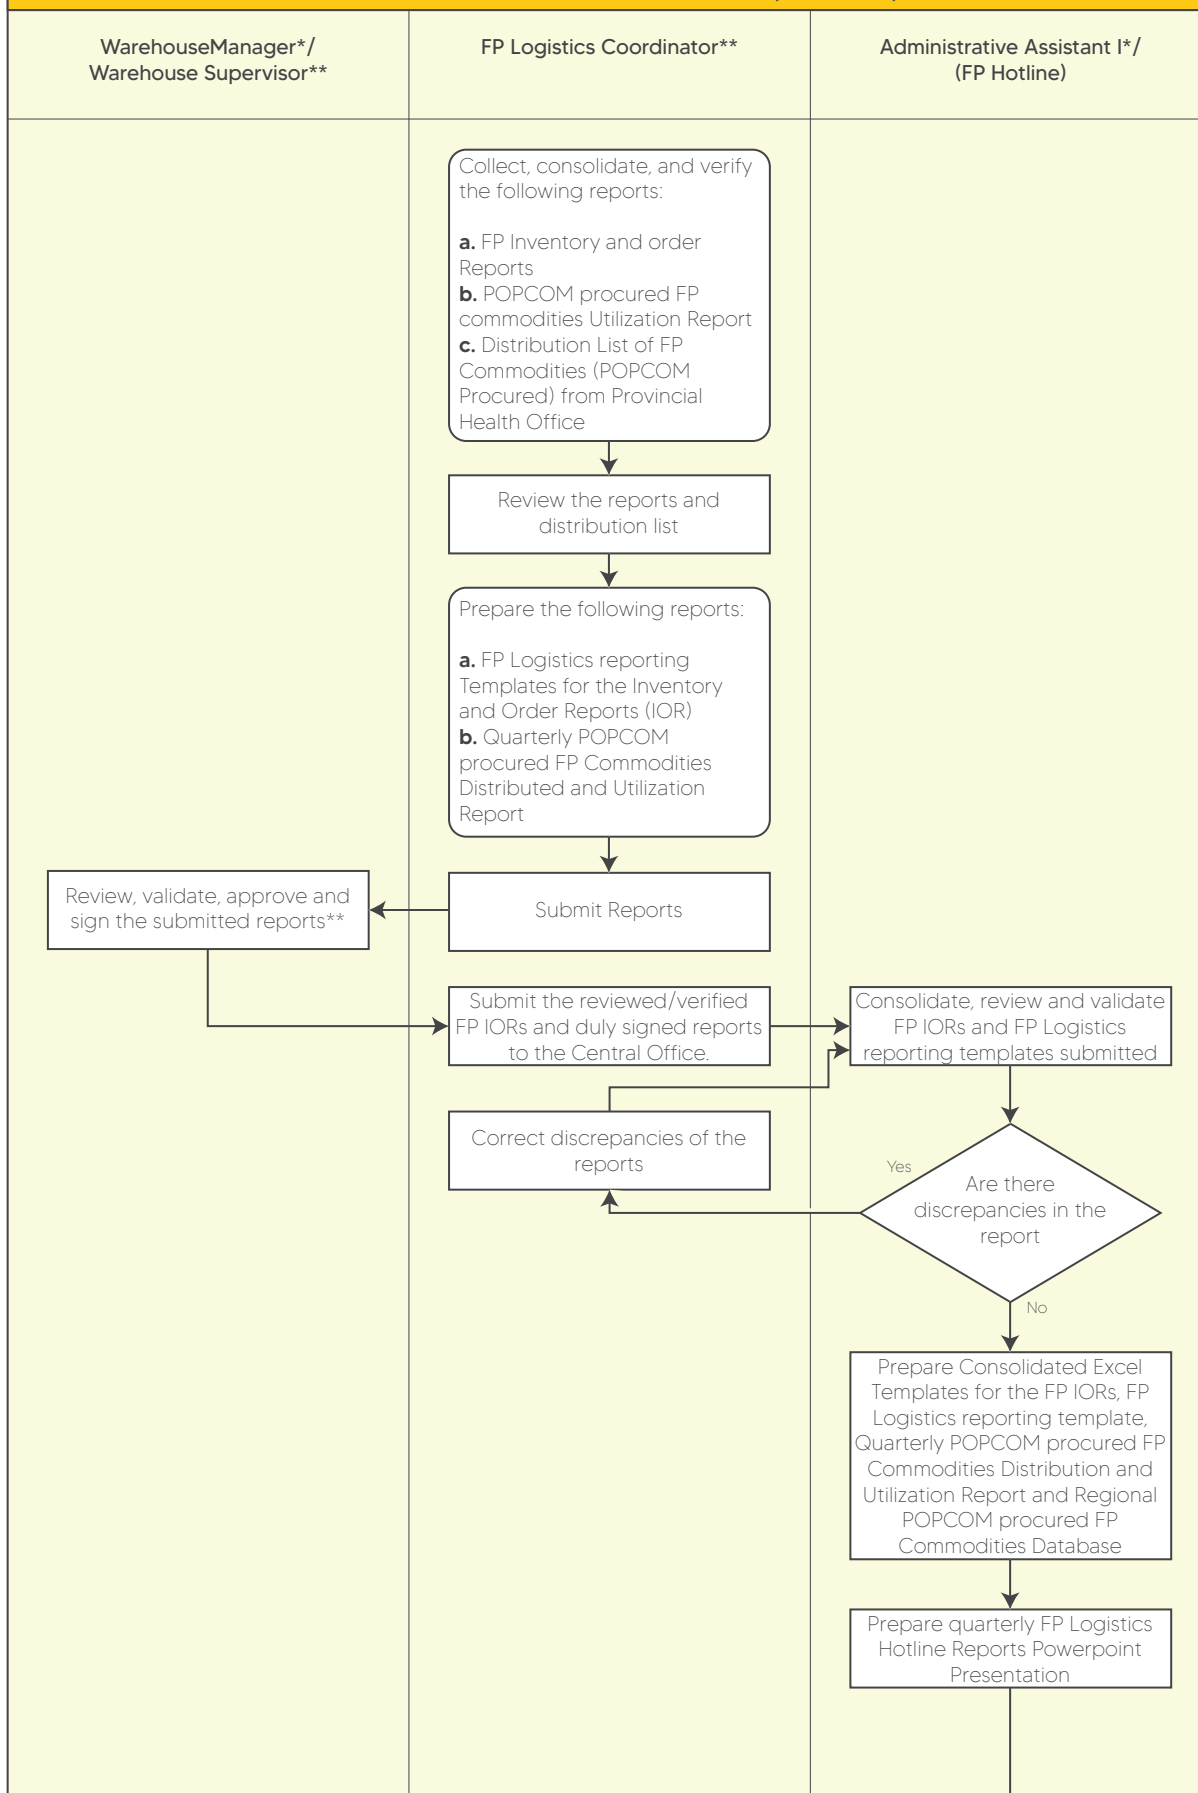 WarehouseManager*/
Warehouse Supervisor**
FP Logistics Coordinator**
Administrative Assistant I*/
(FP Hotline)
Collect, consolidate, and verify
the following reports:
a. FP Inventory and order
Reports
b. POPCOM procured FP
commodities Utilization Report
c. Distribution List of FP
Commodities (POPCOM
Procured) from Provincial
Health Office
Review the reports and
distribution list
Prepare the following reports:
a. FP Logistics reporting
Templates for the Inventory
and Order Reports (IOR)
b. Quarterly POPCOM
procured FP Commodities
Distributed and Utilization
Report
Review, validate, approve and
sign the submitted reports**
Submit Reports
Submit the reviewed/verified
FP IORs and duly signed reports
to the Central Office.
Consolidate, review and validate
FP IORs and FP Logistics
reporting templates submitted
Correct discrepancies of the
reports
Yes
Are there
discrepancies in the
report
No
Prepare Consolidated Excel
Templates for the FP IORs, FP
Logistics reporting template,
Quarterly POPCOM procured FP
Commodities Distribution and
Utilization Report and Regional
POPCOM procured FP
Commodities Database
Prepare quarterly FP Logistics
Hotline Reports Powerpoint
Presentation